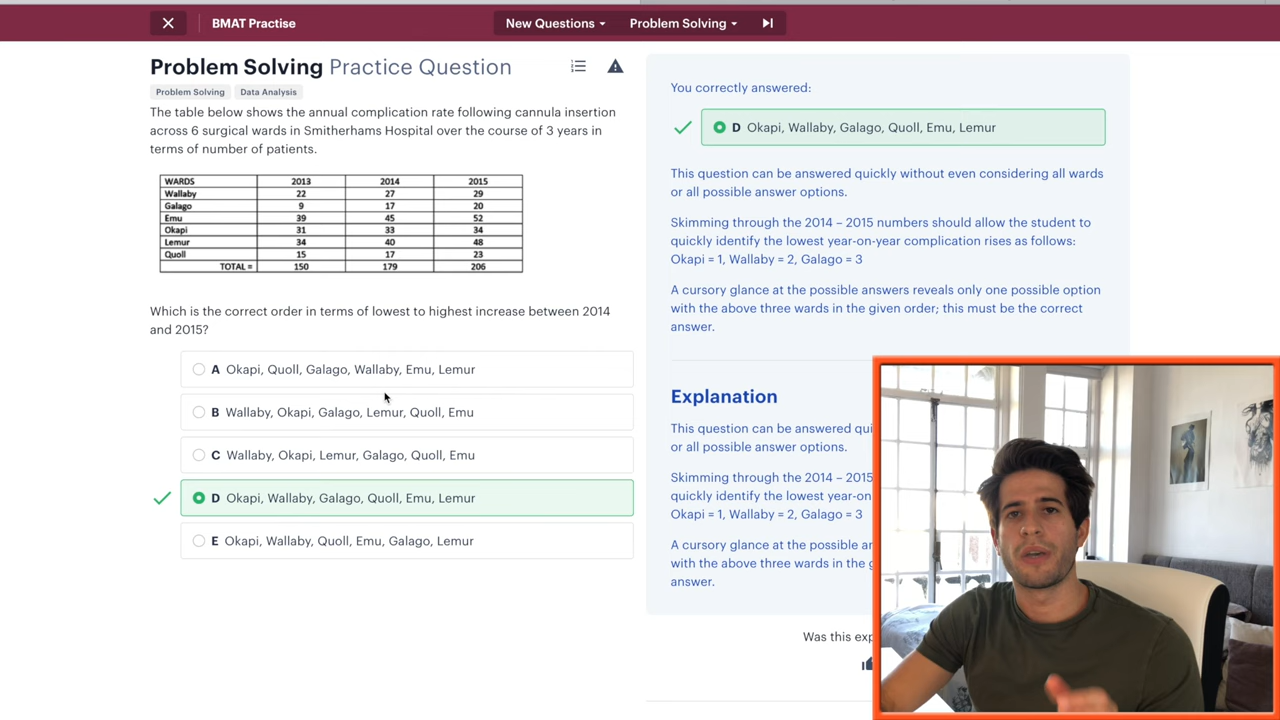 BMAT Practise
New Questions
Problem Solving
Problem Solving Practice Question
Problem Solving
Data Analysis
The table below shows the annual complication rate following cannula insertion
across 6 surgical wards in Smitherhams Hospital over the course of 3 years in
terms of number of patients.
WARDS 2013 2014 2015
Wallaby 22 27 29
Galago 9 17 20
Emu 39 45 52
Okapi 31 33 34
Lemur 34 40 48
Quoll 15 17 23
TOTAL = 150 179 206
Which is the correct order in terms of lowest to highest increase between 2014
and 2015?
A Okapi, Quoll, Galago, Wallaby, Emu, Lemur
B Wallaby, Okapi, Galago, Lemur, Quoll, Emu
C Wallaby, Okapi, Lemur, Galago, Quoll, Emu
D Okapi, Wallaby, Galago, Quoll, Emu, Lemur
E Okapi, Wallaby, Quoll, Emu, Galago, Lemur
You correctly answered:
D Okapi, Wallaby, Galago, Quoll, Emu, Lemur
This question can be answered quickly without even considering all wards
or all possible answer options.
Skimming through the 2014 – 2015 numbers should allow the student to
quickly identify the lowest year-on-year complication rises as follows:
Okapi = 1, Wallaby = 2, Galago = 3
A cursory glance at the possible answers reveals only one possible option
with the above three wards in the given order; this must be the correct
answer.
Explanation
This question can be answered qui
or all possible answer options.
Skimming through the 2014 – 2015
quickly identify the lowest year-on
Okapi = 1, Wallaby = 2, Galago = 3
A cursory glance at the possible an
with the above three wards in the g
answer.
Was this exp